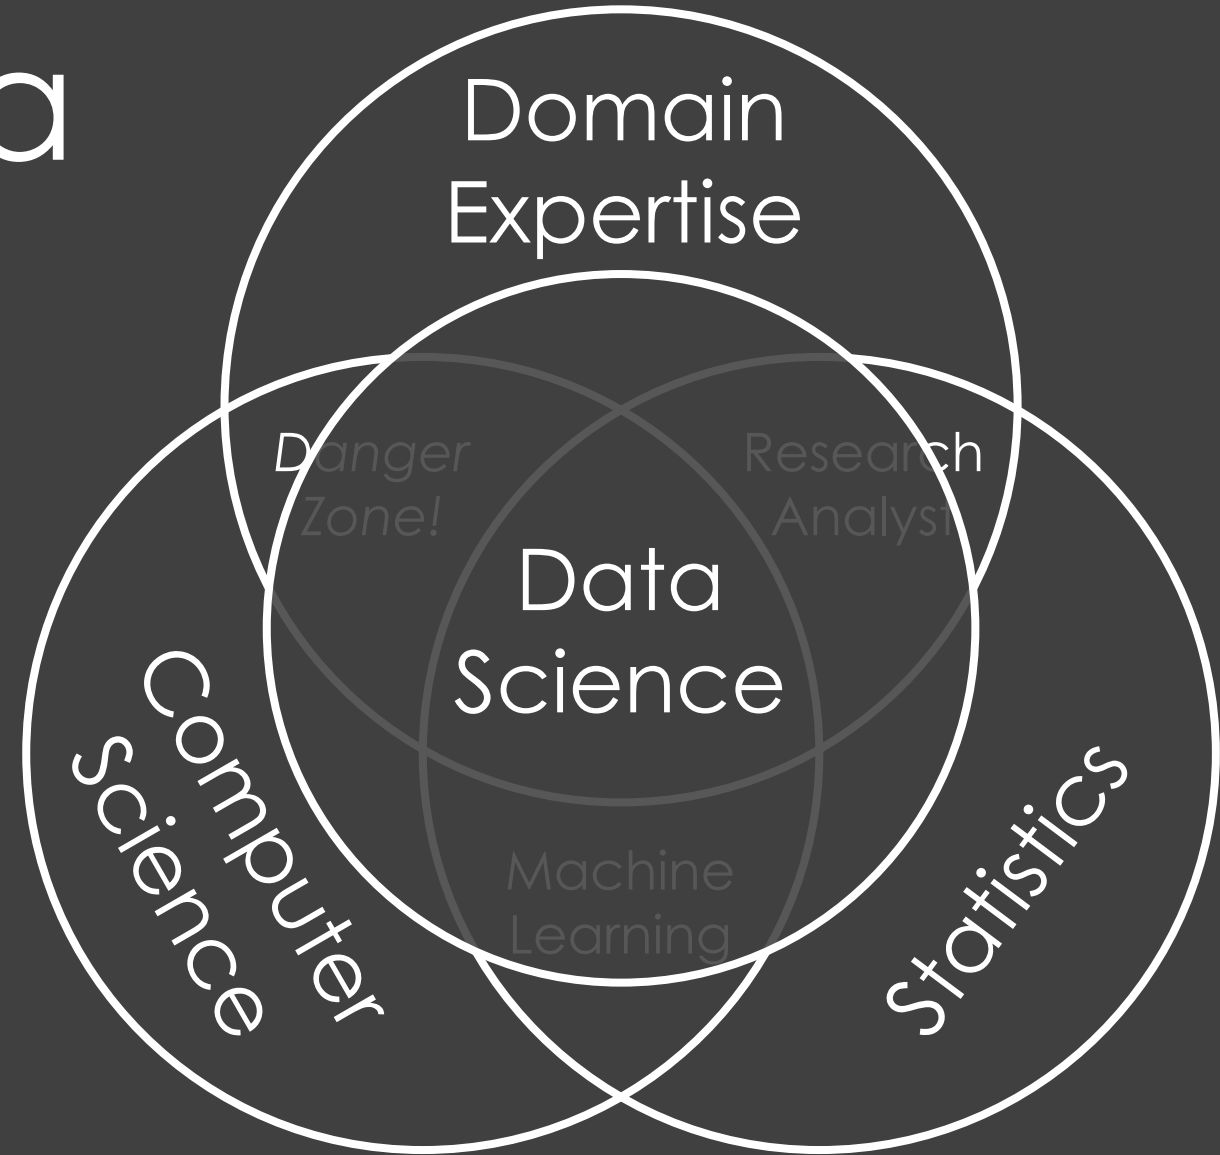 a
Domain
Expertise
Danger
Zone!
Research
Analyst
Data
Science
Computer
Science
Statistics
Machine
Learning